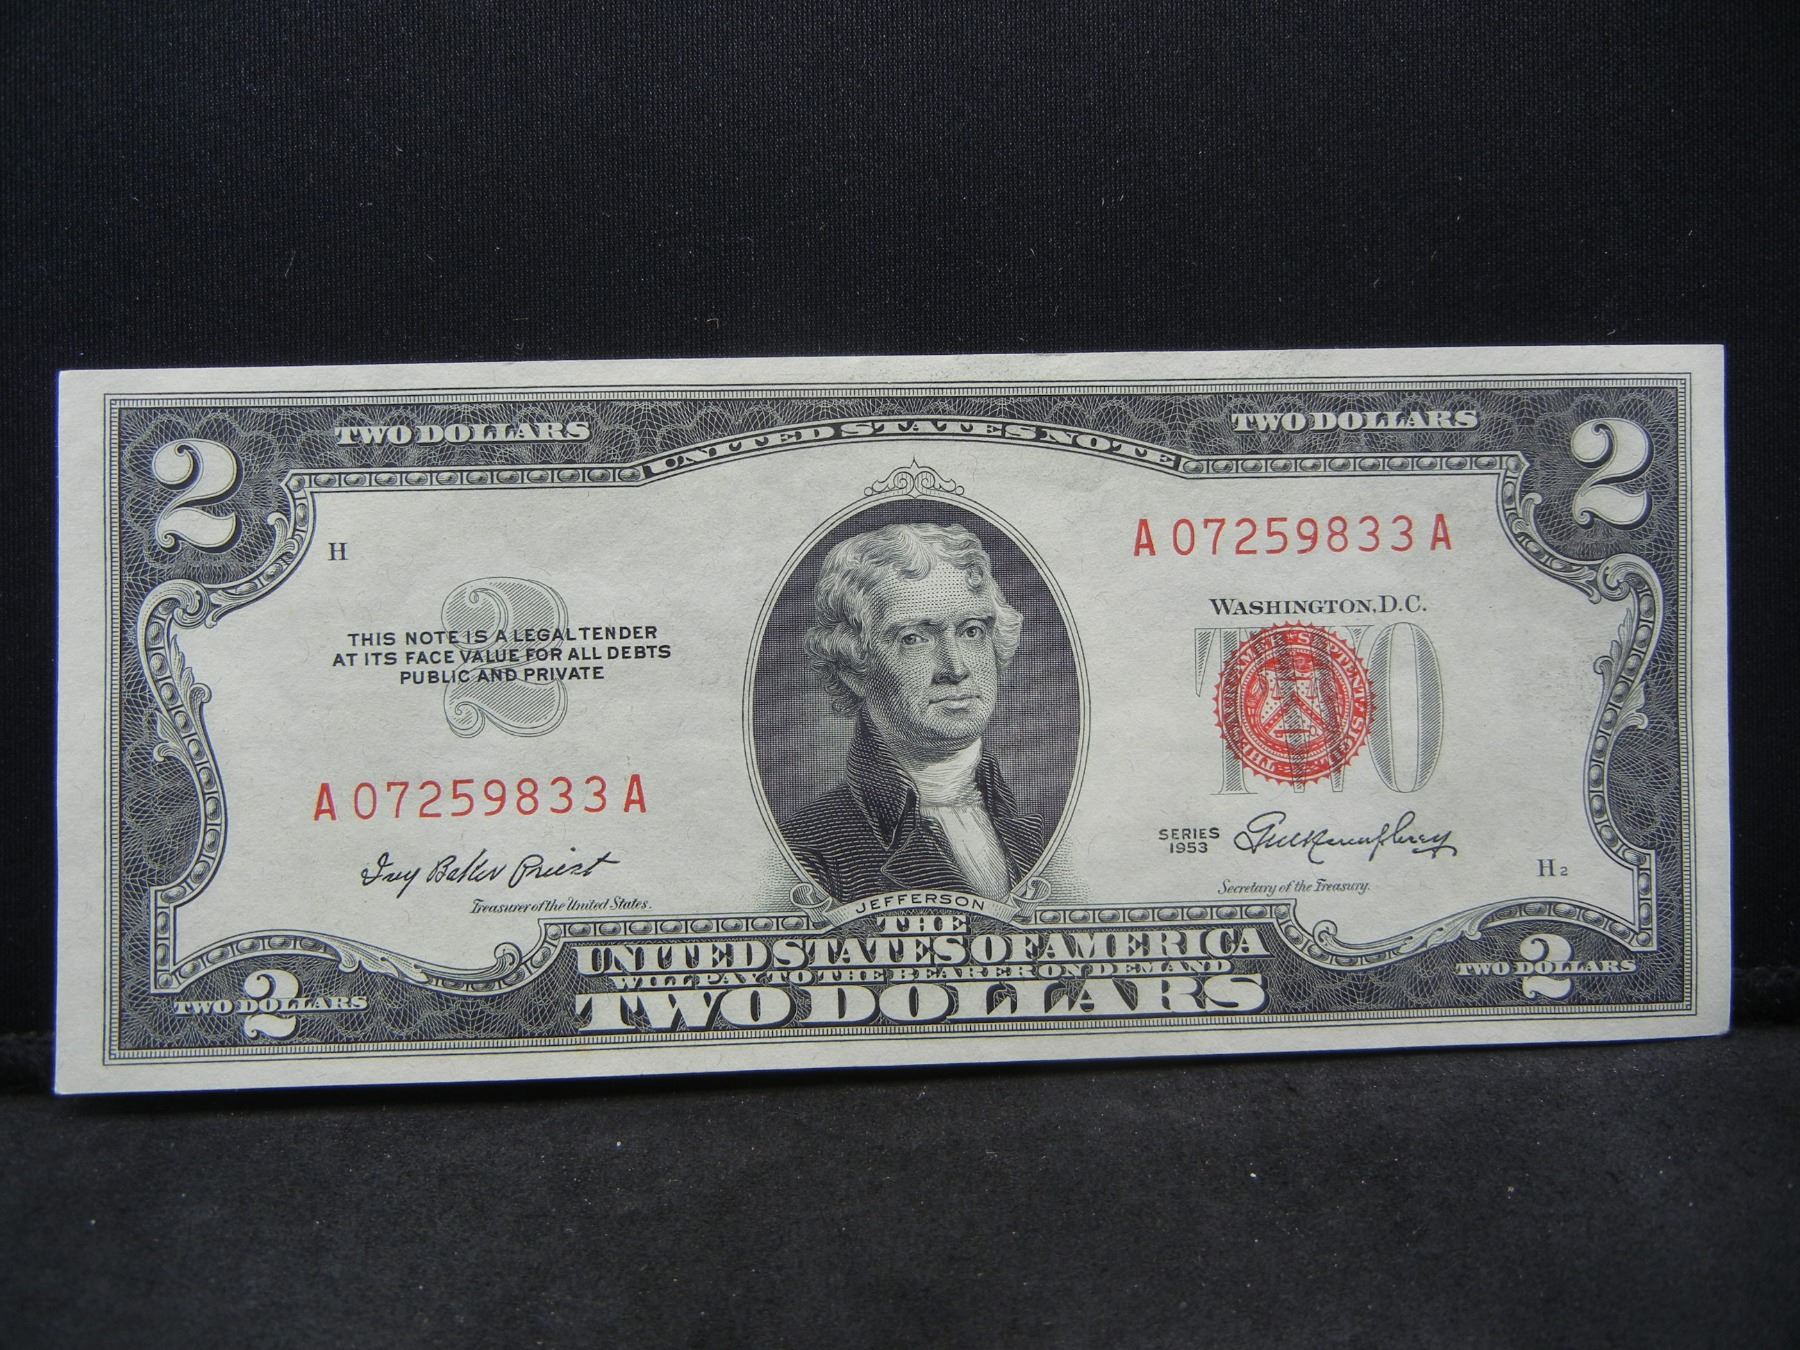 2 TWO DOLLARS UNITED STATES NOTE TWO DOLLARS 2
H
A 07259833 A
WASHINGTON, D.C.
TWO
2
THIS NOTE IS A LEGAL TENDER
AT ITS FACE VALUE FOR ALL DEBTS
PUBLIC AND PRIVATE
A 07259833 A
Ivy Baker Priest
Treasurer of the United States.
SERIES
1953
Secretary of the Treasury.
H 2
JEFFERSON
THE
UNITED STATES OF AMERICA
WILL PAY TO THE BEARER ON DEMAND
TWO DOLLARS
TWO DOLLARS 2
TWO DOLLARS 2